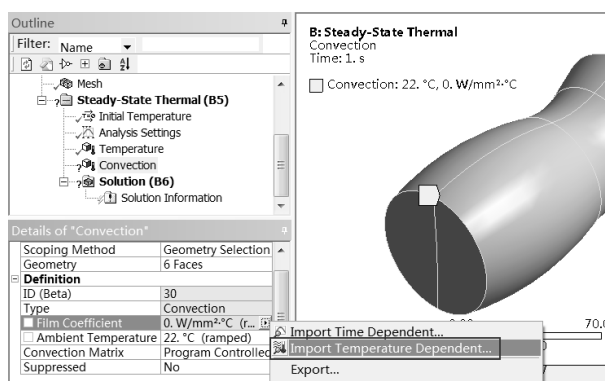 Outline
Filter: Name
Mesh
Steady-State Thermal (B5)
Initial Temperature
Analysis Settings
Temperature
Convection
Solution (B6)
Solution Information
Details of "Convection"
Scoping Method Geometry Selection
Geometry 6 Faces
Definition
ID (Beta) 30
Type Convection
Film Coefficient 0. W/mm²·°C (r...
Ambient Temperature 22. °C (ramped)
Convection Matrix Program Controlled
Suppressed No
B: Steady-State Thermal
Convection
Time: 1. s
Convection: 22. °C, 0. W/mm²·°C
70.0
Import Time Dependent...
Import Temperature Dependent...
Export...